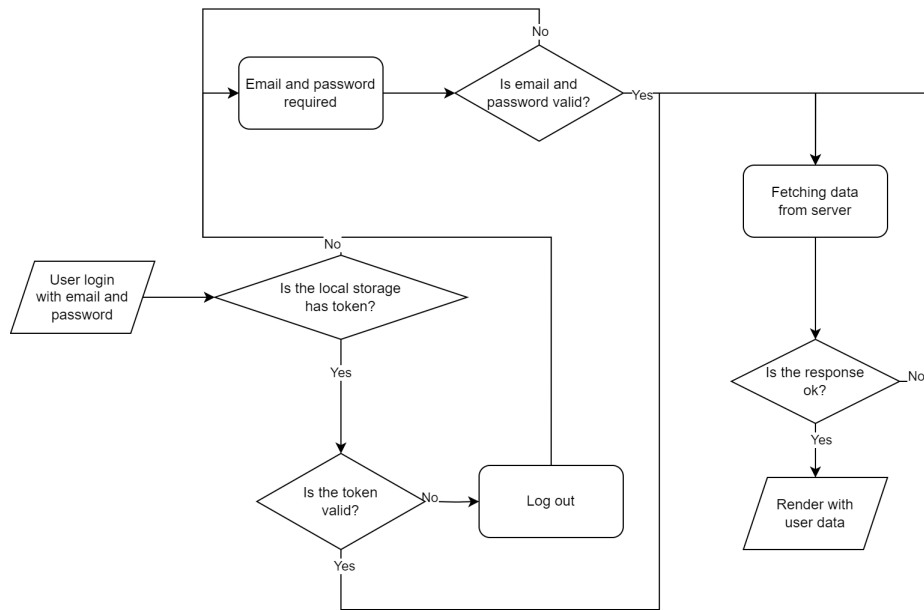 No
Email and password
required
Is email and
password valid?
Yes
Fetching data
from server
No
User login
with email and
password
Is the local storage
has token?
Yes
Is the response
ok?
No
Yes
Is the token
valid?
No
Log out
Render with
user data
Yes